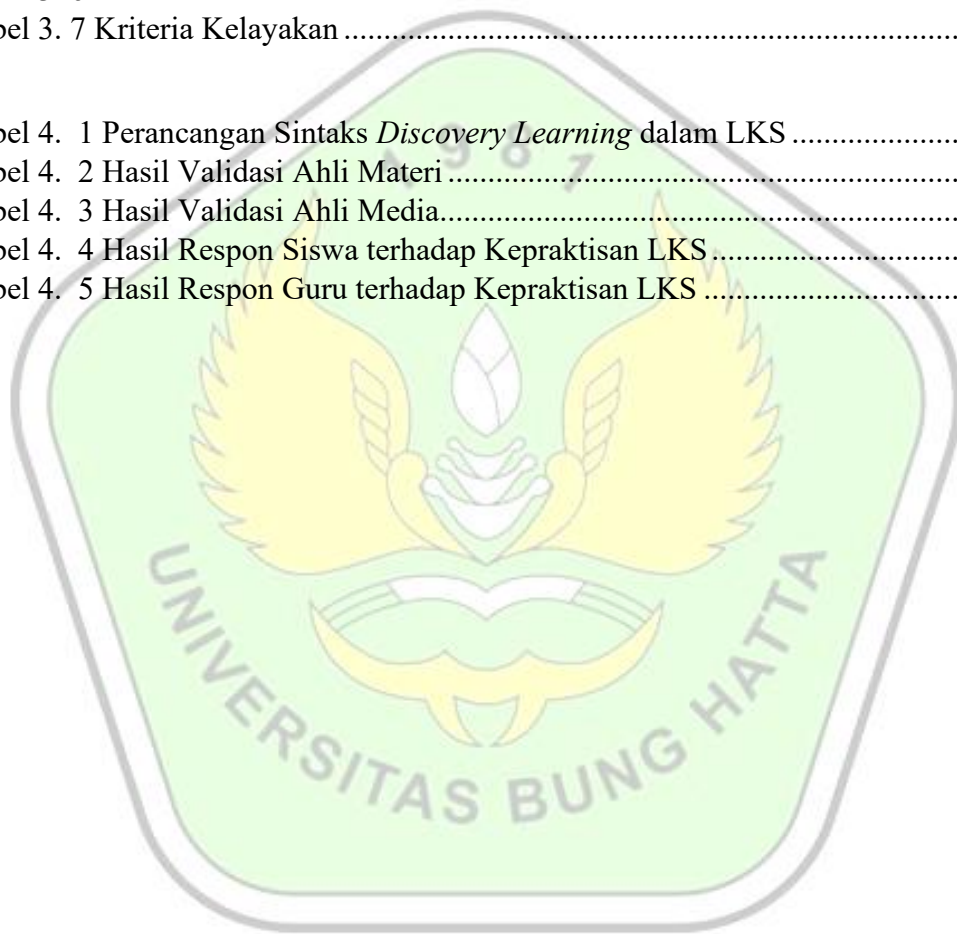 bel 3. 7 Kriteria Kelayakan
bel 4.  1 Perancangan Sintaks Discovery Learning dalam LKS
bel 4.  2 Hasil Validasi Ahli Materi
bel 4.  3 Hasil Validasi Ahli Media
bel 4.  4 Hasil Respon Siswa terhadap Kepraktisan LKS
bel 4.  5 Hasil Respon Guru terhadap Kepraktisan LKS
1981
UNIVERSITAS BUNG HATTA